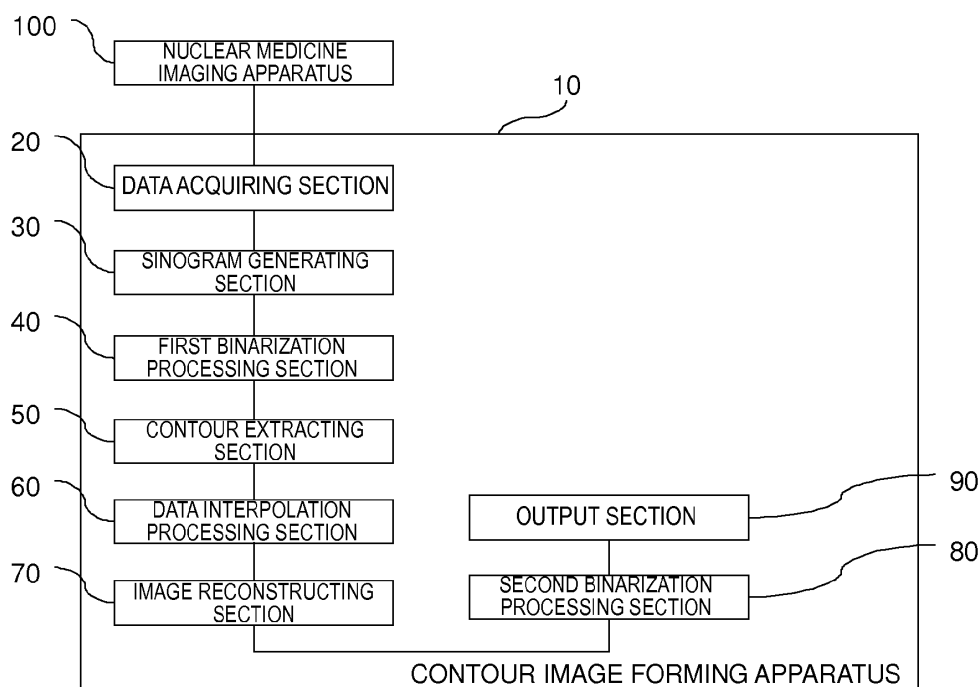 100
NUCLEAR MEDICINE
IMAGING APPARATUS
10
20
DATA ACQUIRING SECTION
30
SINOGRAM GENERATING
SECTION
40
FIRST BINARIZATION
PROCESSING SECTION
50
CONTOUR EXTRACTING
SECTION
60
DATA INTERPOLATION
PROCESSING SECTION
70
IMAGE RECONSTRUCTING
SECTION
90
OUTPUT SECTION
80
SECOND BINARIZATION
PROCESSING SECTION
CONTOUR IMAGE FORMING APPARATUS